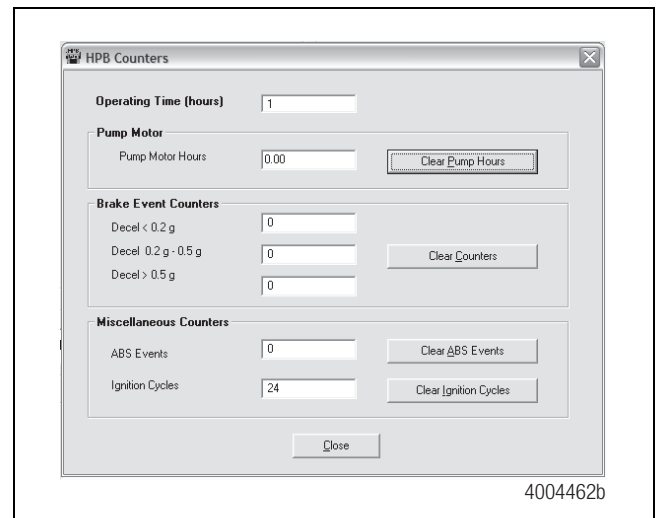 HPB Counters
Operating Time (hours) 1
Pump Motor
Pump Motor Hours 0.00 Clear Pump Hours
Brake Event Counters
Decel < 0.2 g 0
Decel 0.2 g - 0.5 g 0 Clear Counters
Decel > 0.5 g 0
Miscellaneous Counters
ABS Events 0 Clear ABS Events
Ignition Cycles 24 Clear Ignition Cycles
Close
4004462b